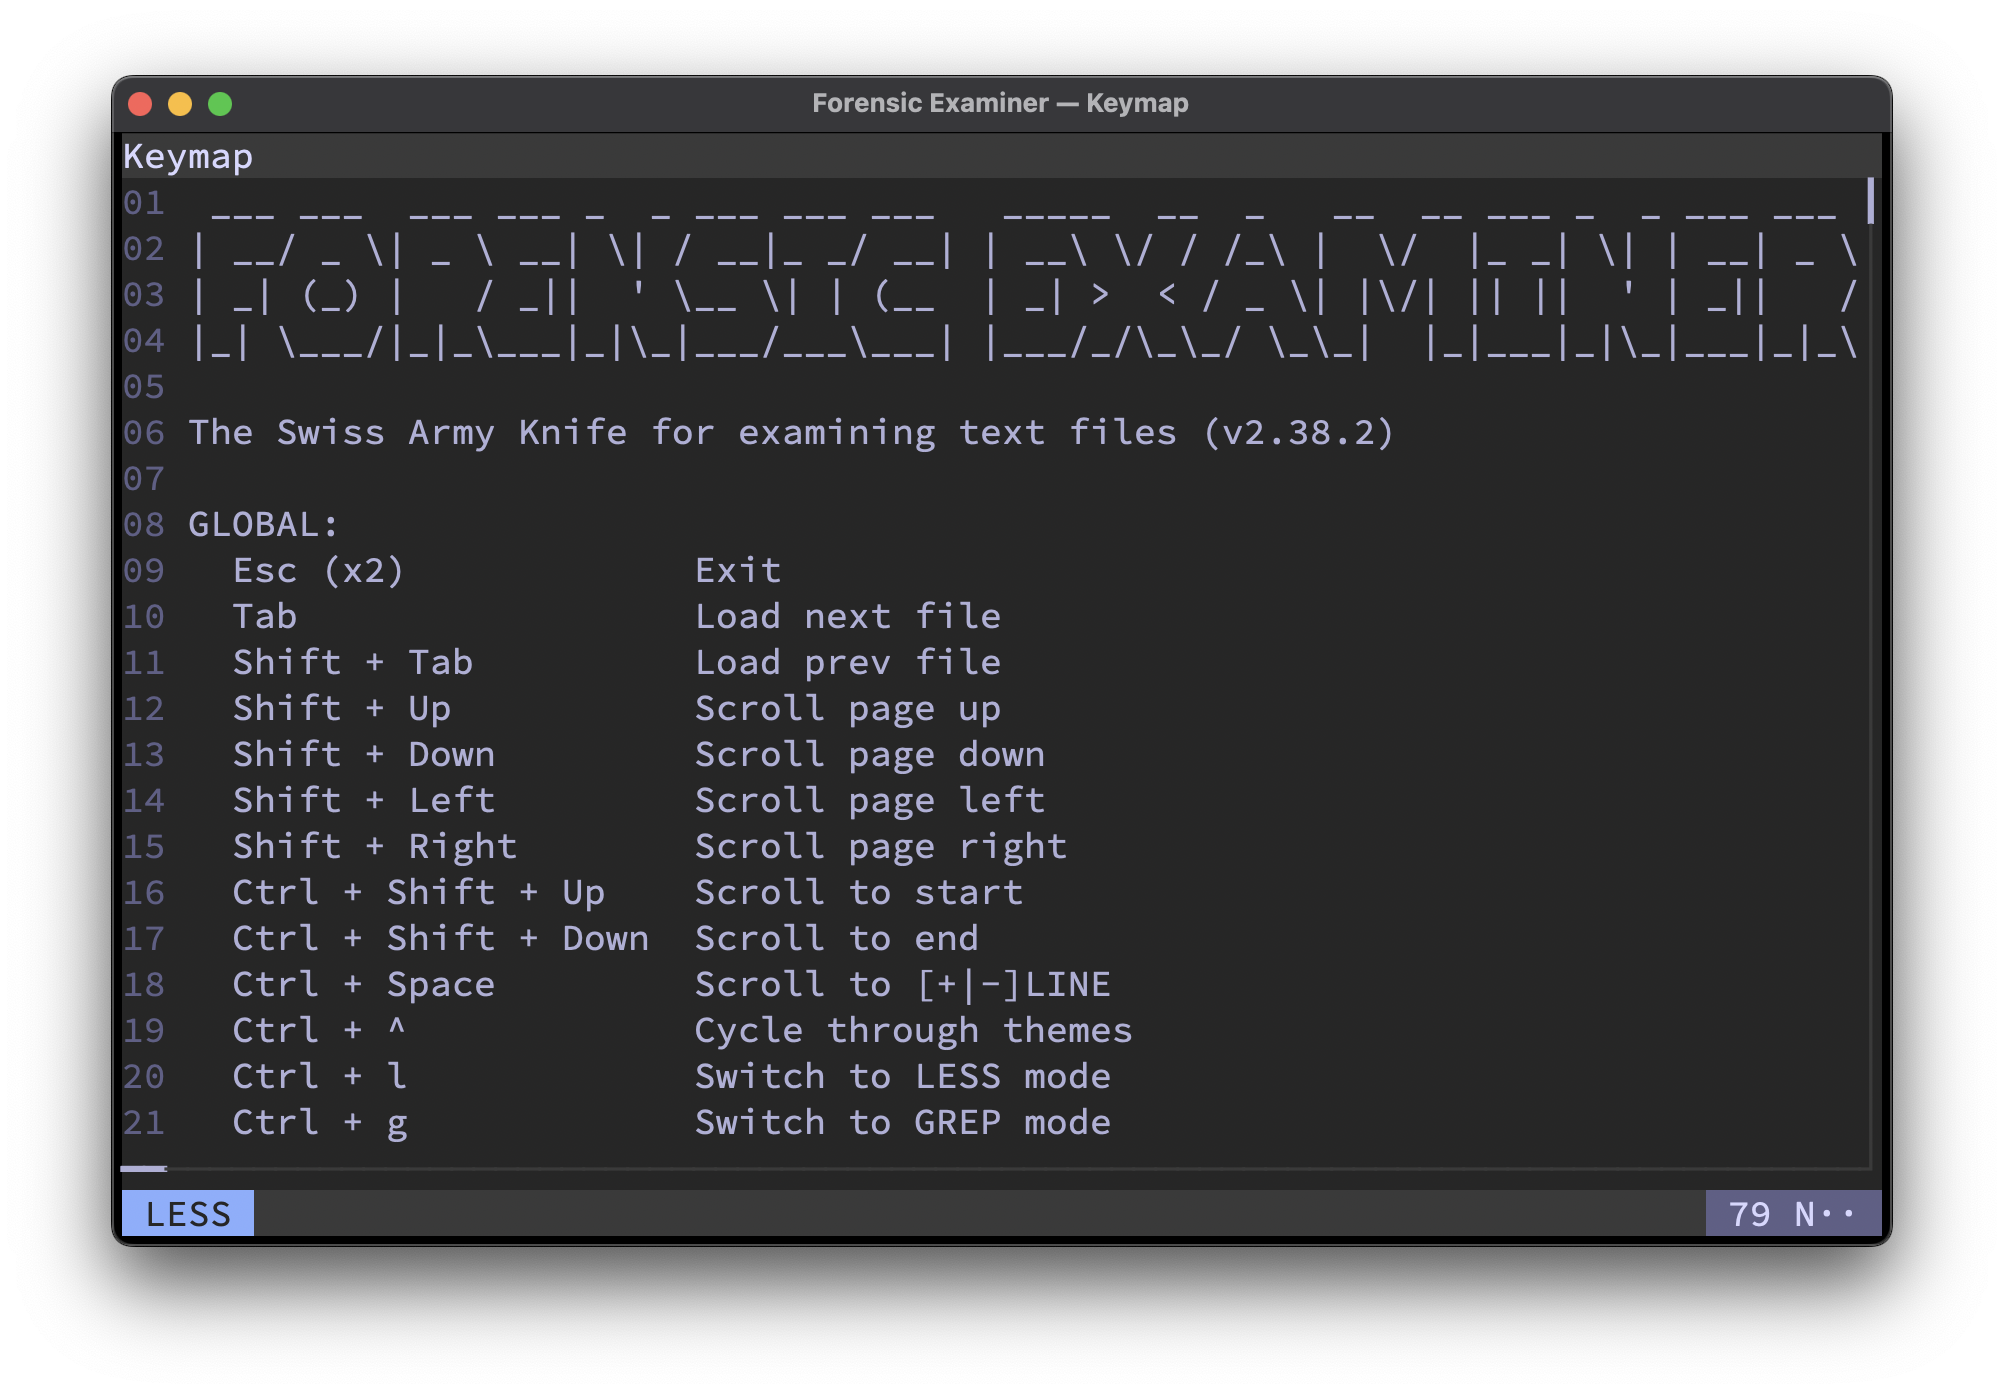 Forensic Examiner — Keymap
Keymap
01   ___ ___  ___ ___ _  _ ___ ___ ___   _____  __  _   __  __ ___ _  _ ___ ___
02 | __/ _ \| _ \ __| \| / __|_ _/ __| | __\ \/ / /_\ |  \/  |_ _| \| | __| _ \
03 | _| (_) |   / _||  ' \__ \| | (__  | _| >  < / _ \| |\/| || ||  ' | _||   /
04 |_| \___/|_|_\___|_|\_|___/___\___| |___/_/\_\_/ \_\_|  |_|___|_|\_|___|_|_\
05
06 The Swiss Army Knife for examining text files (v2.38.2)
07
08 GLOBAL:
09   Esc (x2)             Exit
10   Tab                  Load next file
11   Shift + Tab          Load prev file
12   Shift + Up           Scroll page up
13   Shift + Down         Scroll page down
14   Shift + Left         Scroll page left
15   Shift + Right        Scroll page right
16   Ctrl + Shift + Up    Scroll to start
17   Ctrl + Shift + Down  Scroll to end
18   Ctrl + Space         Scroll to [+|-]LINE
19   Ctrl + ^             Cycle through themes
20   Ctrl + l             Switch to LESS mode
21   Ctrl + g             Switch to GREP mode
LESS 79 N··